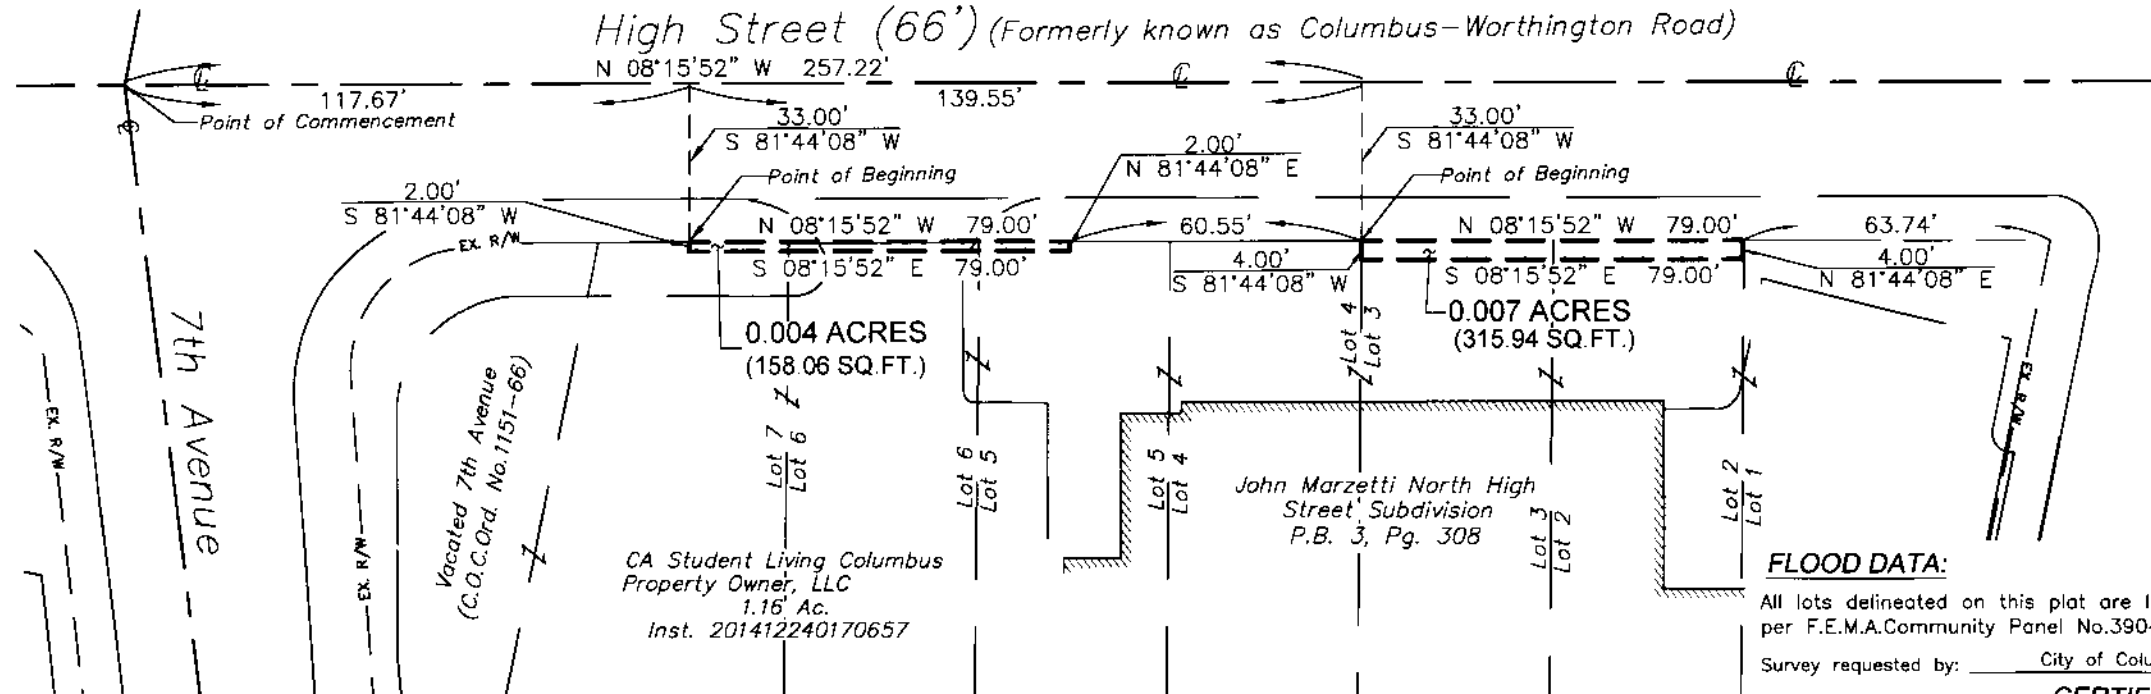 High Street (66') (Formerly known as Columbus-Worthington Road)
N 08°15'52" W 257.22'
℄
℄
℄
117.67'
139.55'
Point of Commencement
33.00'
S 81°44'08" W
33.00'
S 81°44'08" W
2.00'
N 81°44'08" E
Point of Beginning
Point of Beginning
2.00'
S 81°44'08" W
N 08°15'52" W 79.00'
60.55'
N 08°15'52" W 79.00'
63.74'
EX. R/W
S 08°15'52" E 79.00'
4.00'
S 81°44'08" W
S 08°15'52" E 79.00'
4.00'
N 81°44'08" E
0.004 ACRES
(158.06 SQ.FT.)
0.007 ACRES
(315.94 SQ.FT.)
Lot 4
Lot 3
7th Avenue
EX. R/W
EX. R/W
EX. R/W
Vacated 7th Avenue
(C.O.C.Ord. No.1151-66)
Lot 7
Lot 6
Lot 6
Lot 5
Lot 5
Lot 4
Lot 3
Lot 2
Lot 2
Lot 1
John Marzetti North High
Street Subdivision
P.B. 3, Pg. 308
CA Student Living Columbus
Property Owner, LLC
1.16 Ac.
Inst. 201412240170657
FLOOD DATA:
All lots delineated on this plat are
per F.E.M.A.Community Panel No.390
Survey requested by: City of Colu